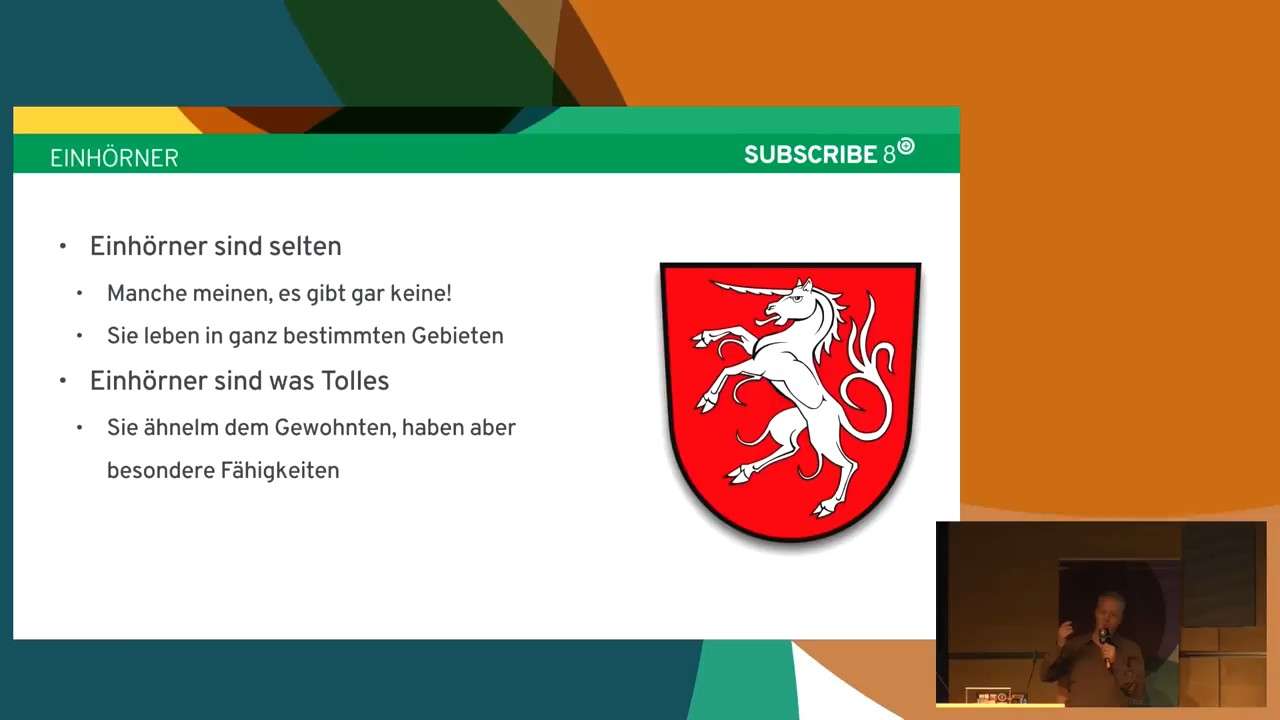 EINHÖRNER
SUBSCRIBE 8
• Einhörner sind selten
• Manche meinen, es gibt gar keine!
• Sie leben in ganz bestimmten Gebieten
• Einhörner sind was Tolles
• Sie ähnelm dem Gewohnten, haben aber
besondere Fähigkeiten